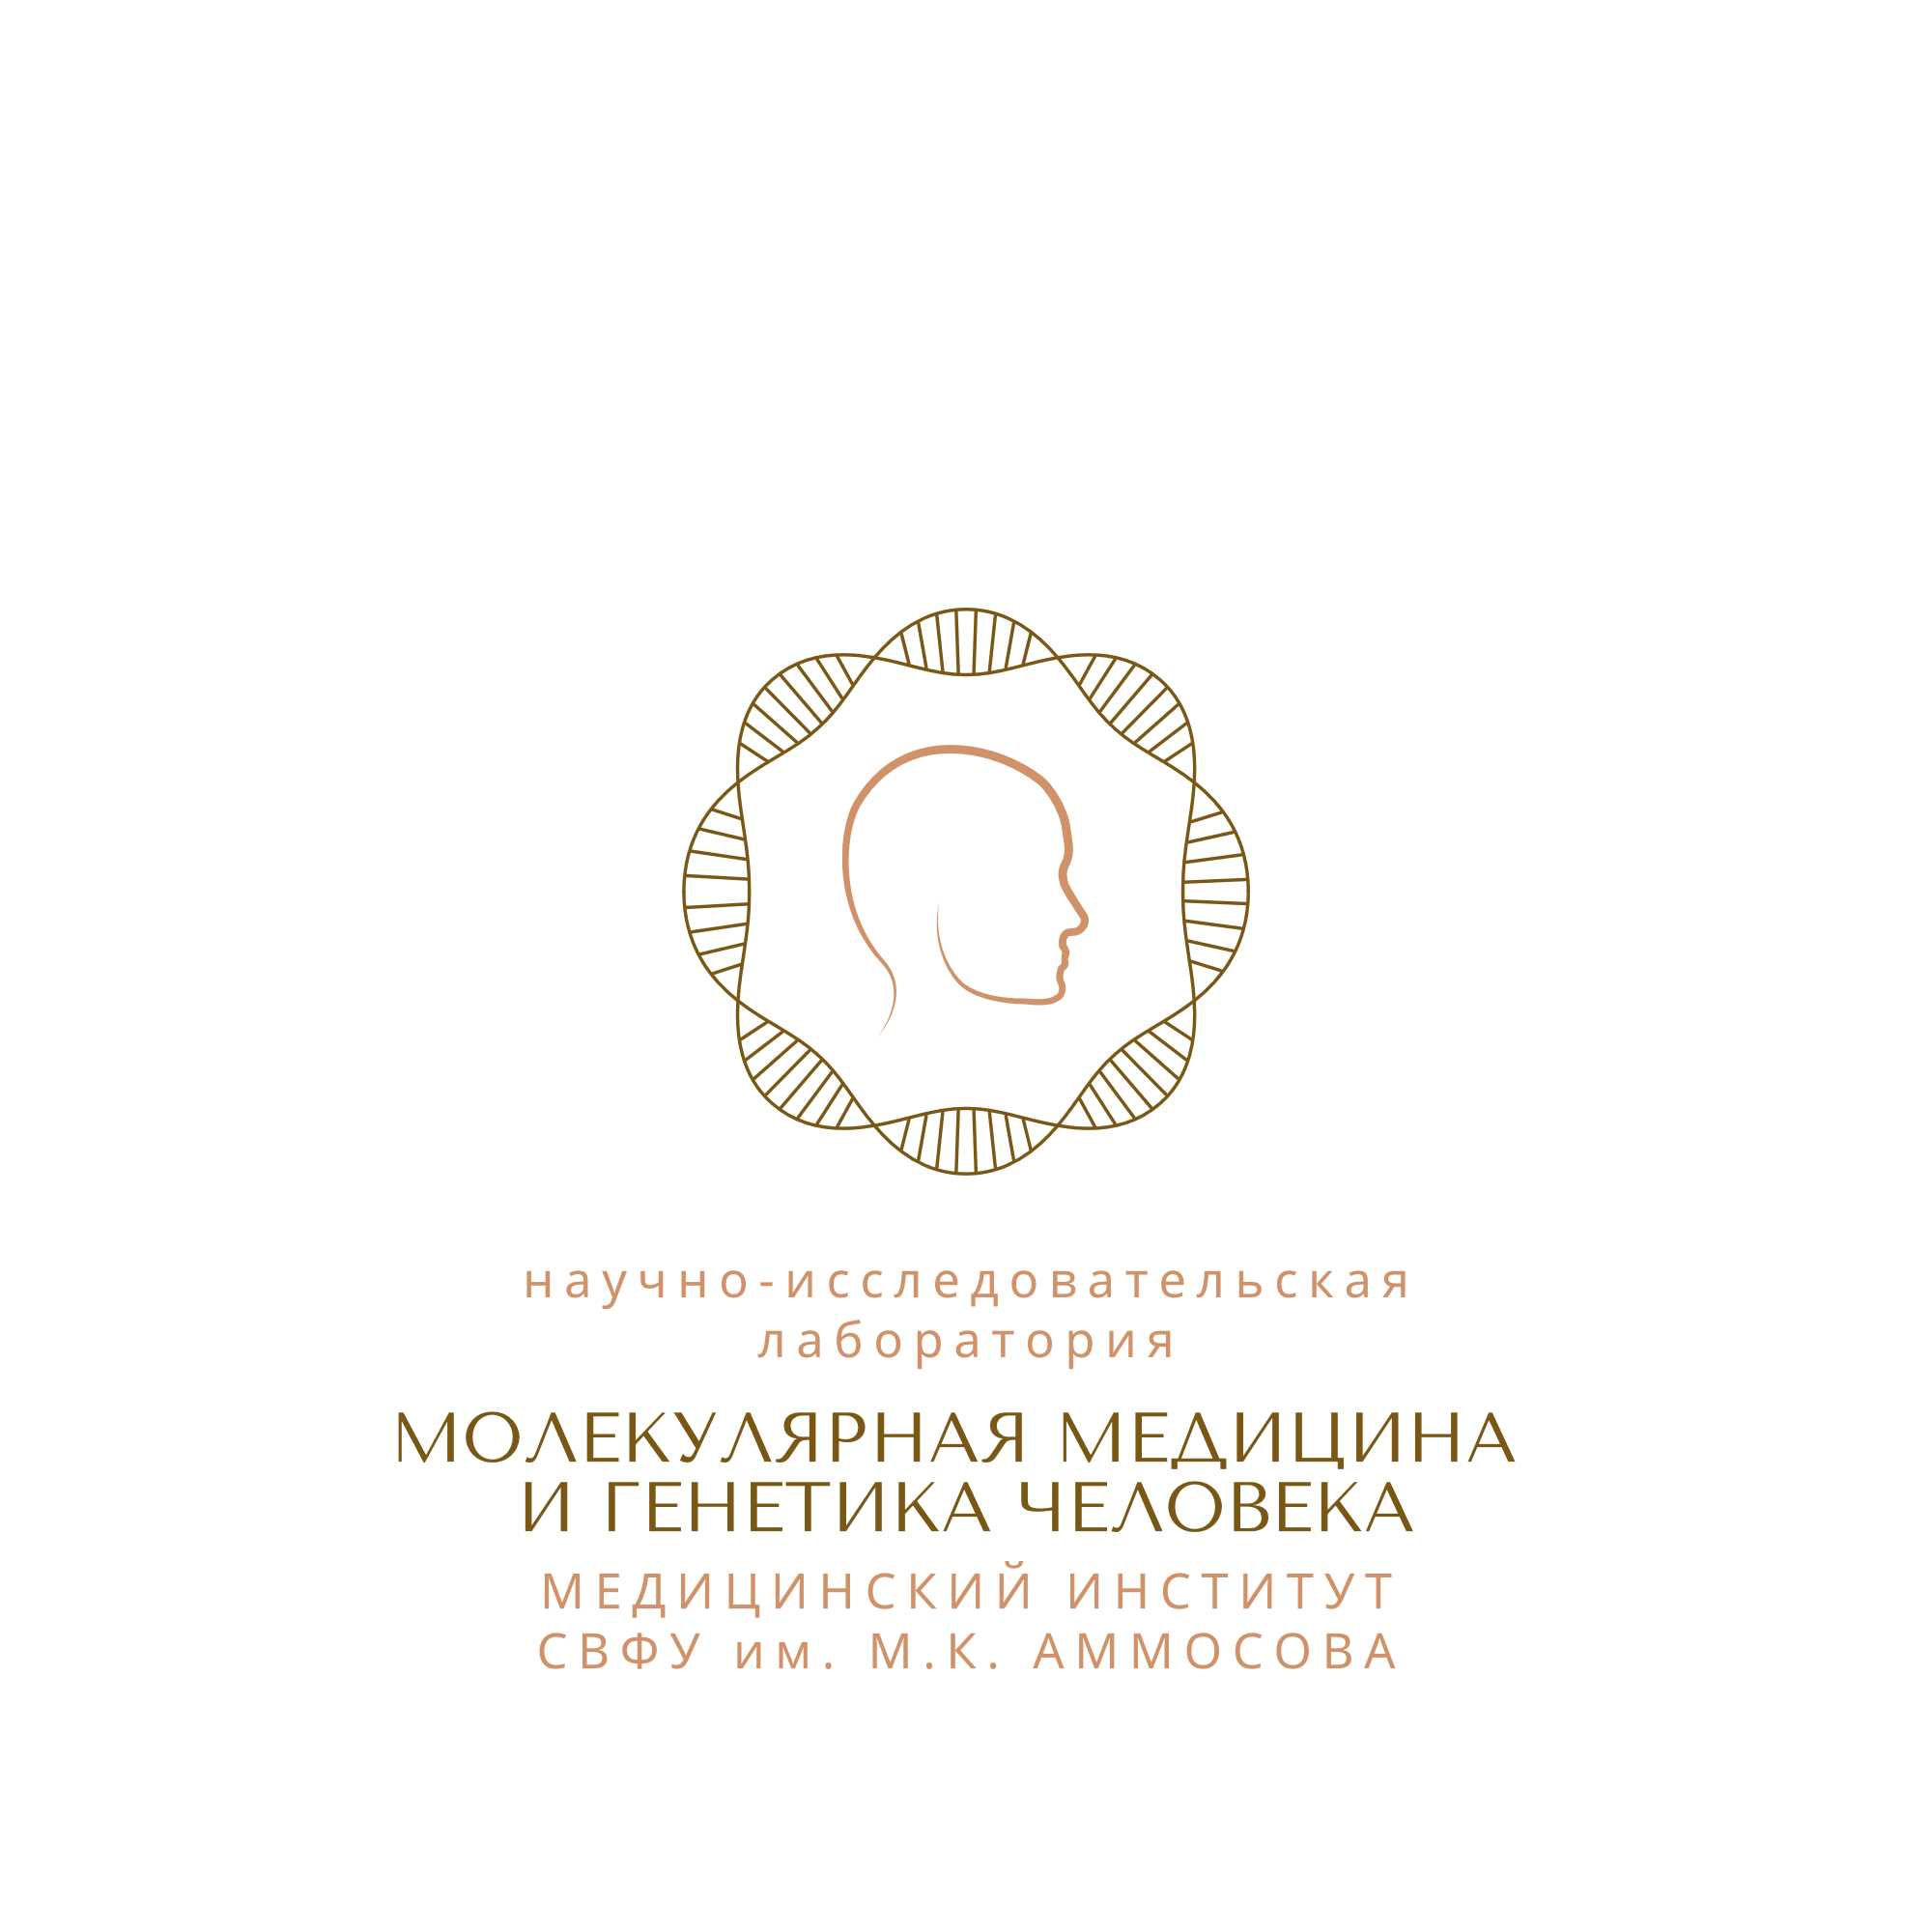 научно-исследовательская
лаборатория
МОЛЕКУЛЯРНАЯ МЕДИЦИНА
И ГЕНЕТИКА ЧЕЛОВЕКА
МЕДИЦИНСКИЙ ИНСТИТУТ
СВФУ им. М.К. АММОСОВА